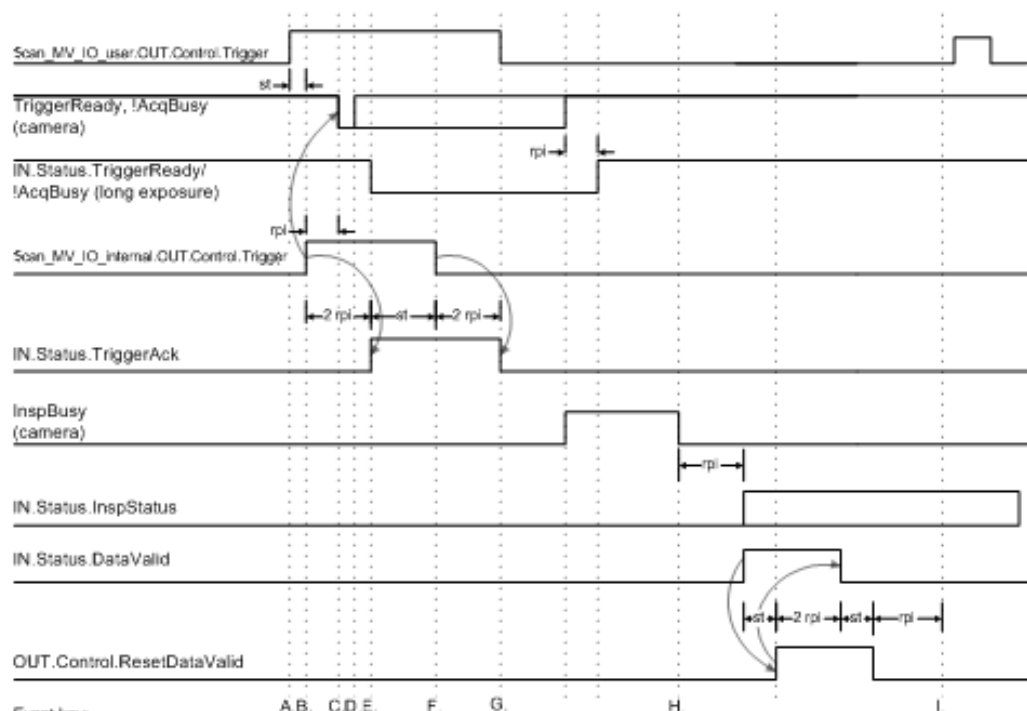 Scan_MV_IO_user.OUT.Control.Trigger
st
TriggerReady, !AcqBusy
(camera)
rpi
IN.Status.TriggerReady/
!AcqBusy (long exposure)
rpi
Scan_MV_IO_internal.OUT.Control.Trigger
2 rpi st 2 rpi
IN.Status.TriggerAck
InspBusy
(camera)
rpi
IN.Status.InspStatus
IN.Status.DataValid
st 2 rpi st rpi
OUT.Control.ResetDataValid
A.B. C.D.E. F. G. H I.